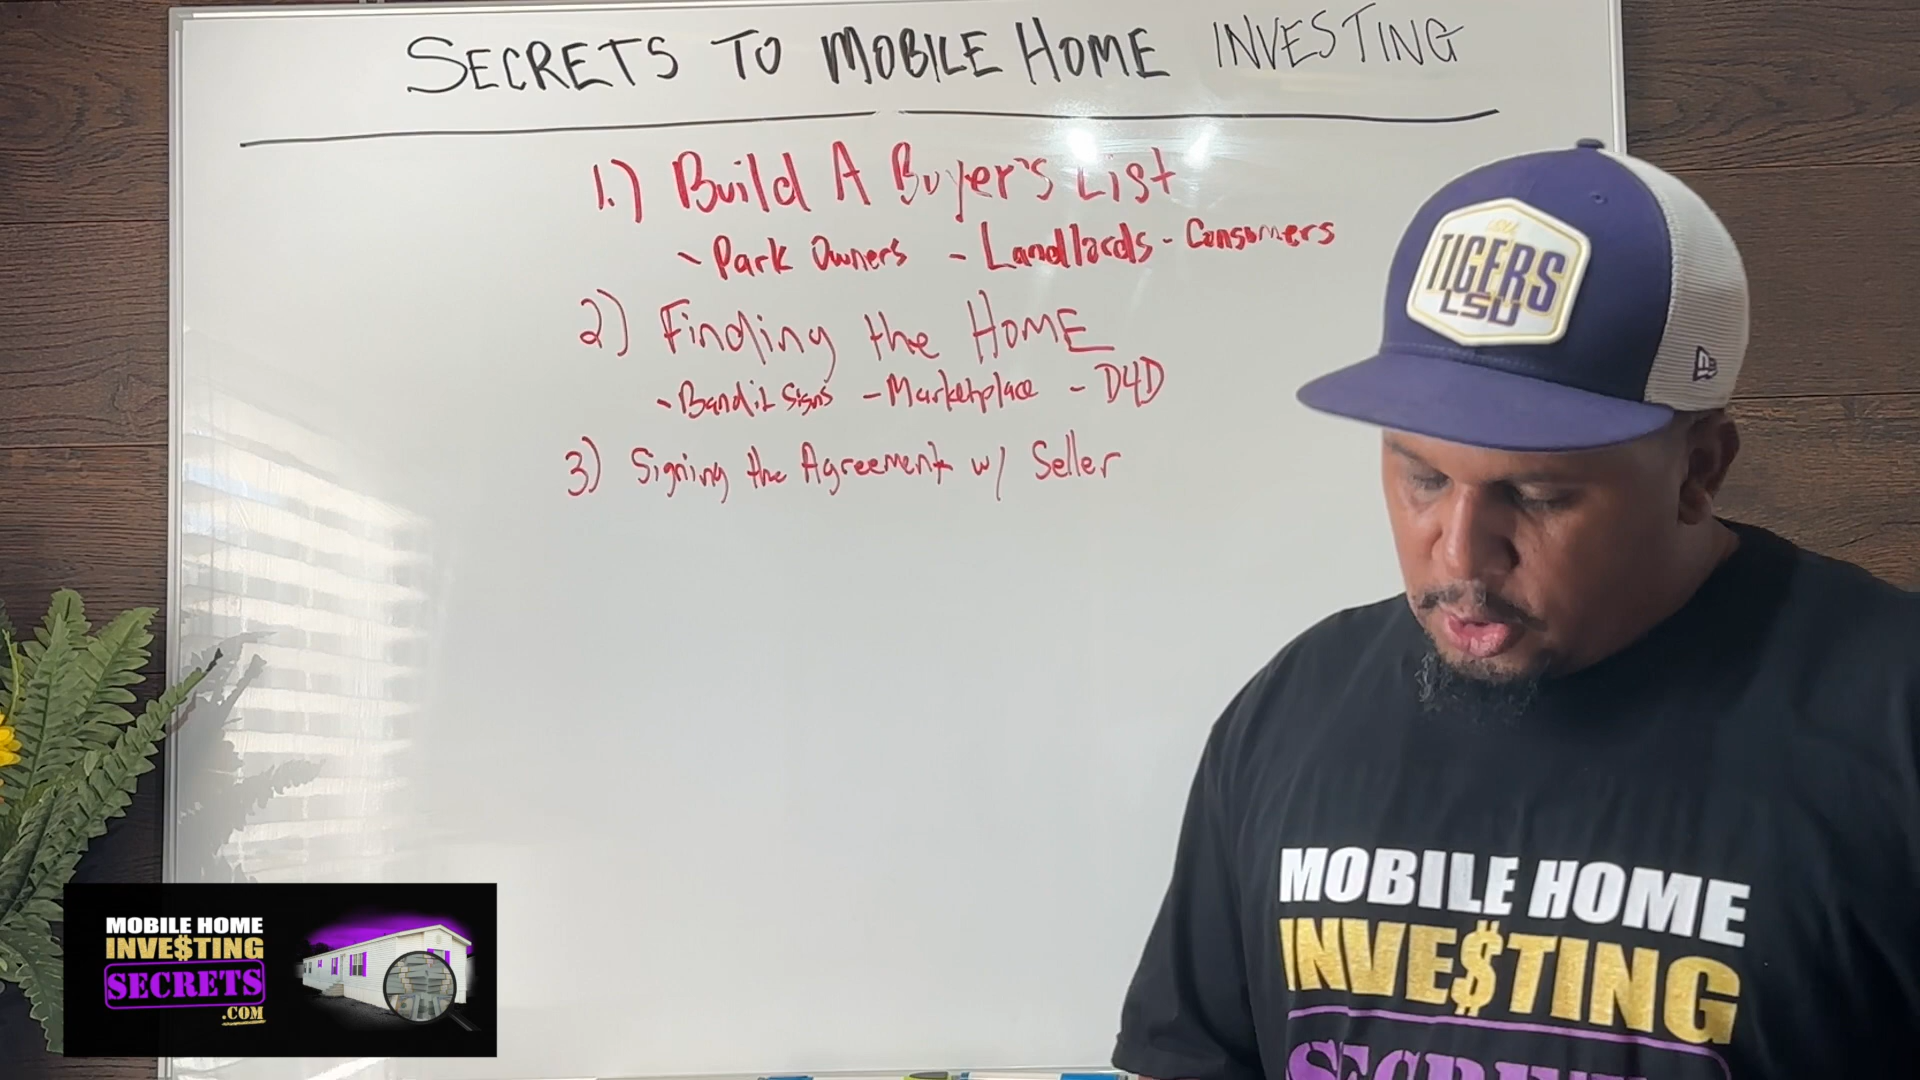 SECRETS TO MOBILE HOME INVESTING
1.) Build A Buyer's List
- Park Owners - Landlords - Consumers
2) Finding the HOME
- Bandit Signs - Marketplace - D4D
3) Signing the Agreement w/ Seller
TIGERS
LSU
MOBILE HOME
INVE$TING
SECRETS
.COM
MOBILE HOME
INVE$TING